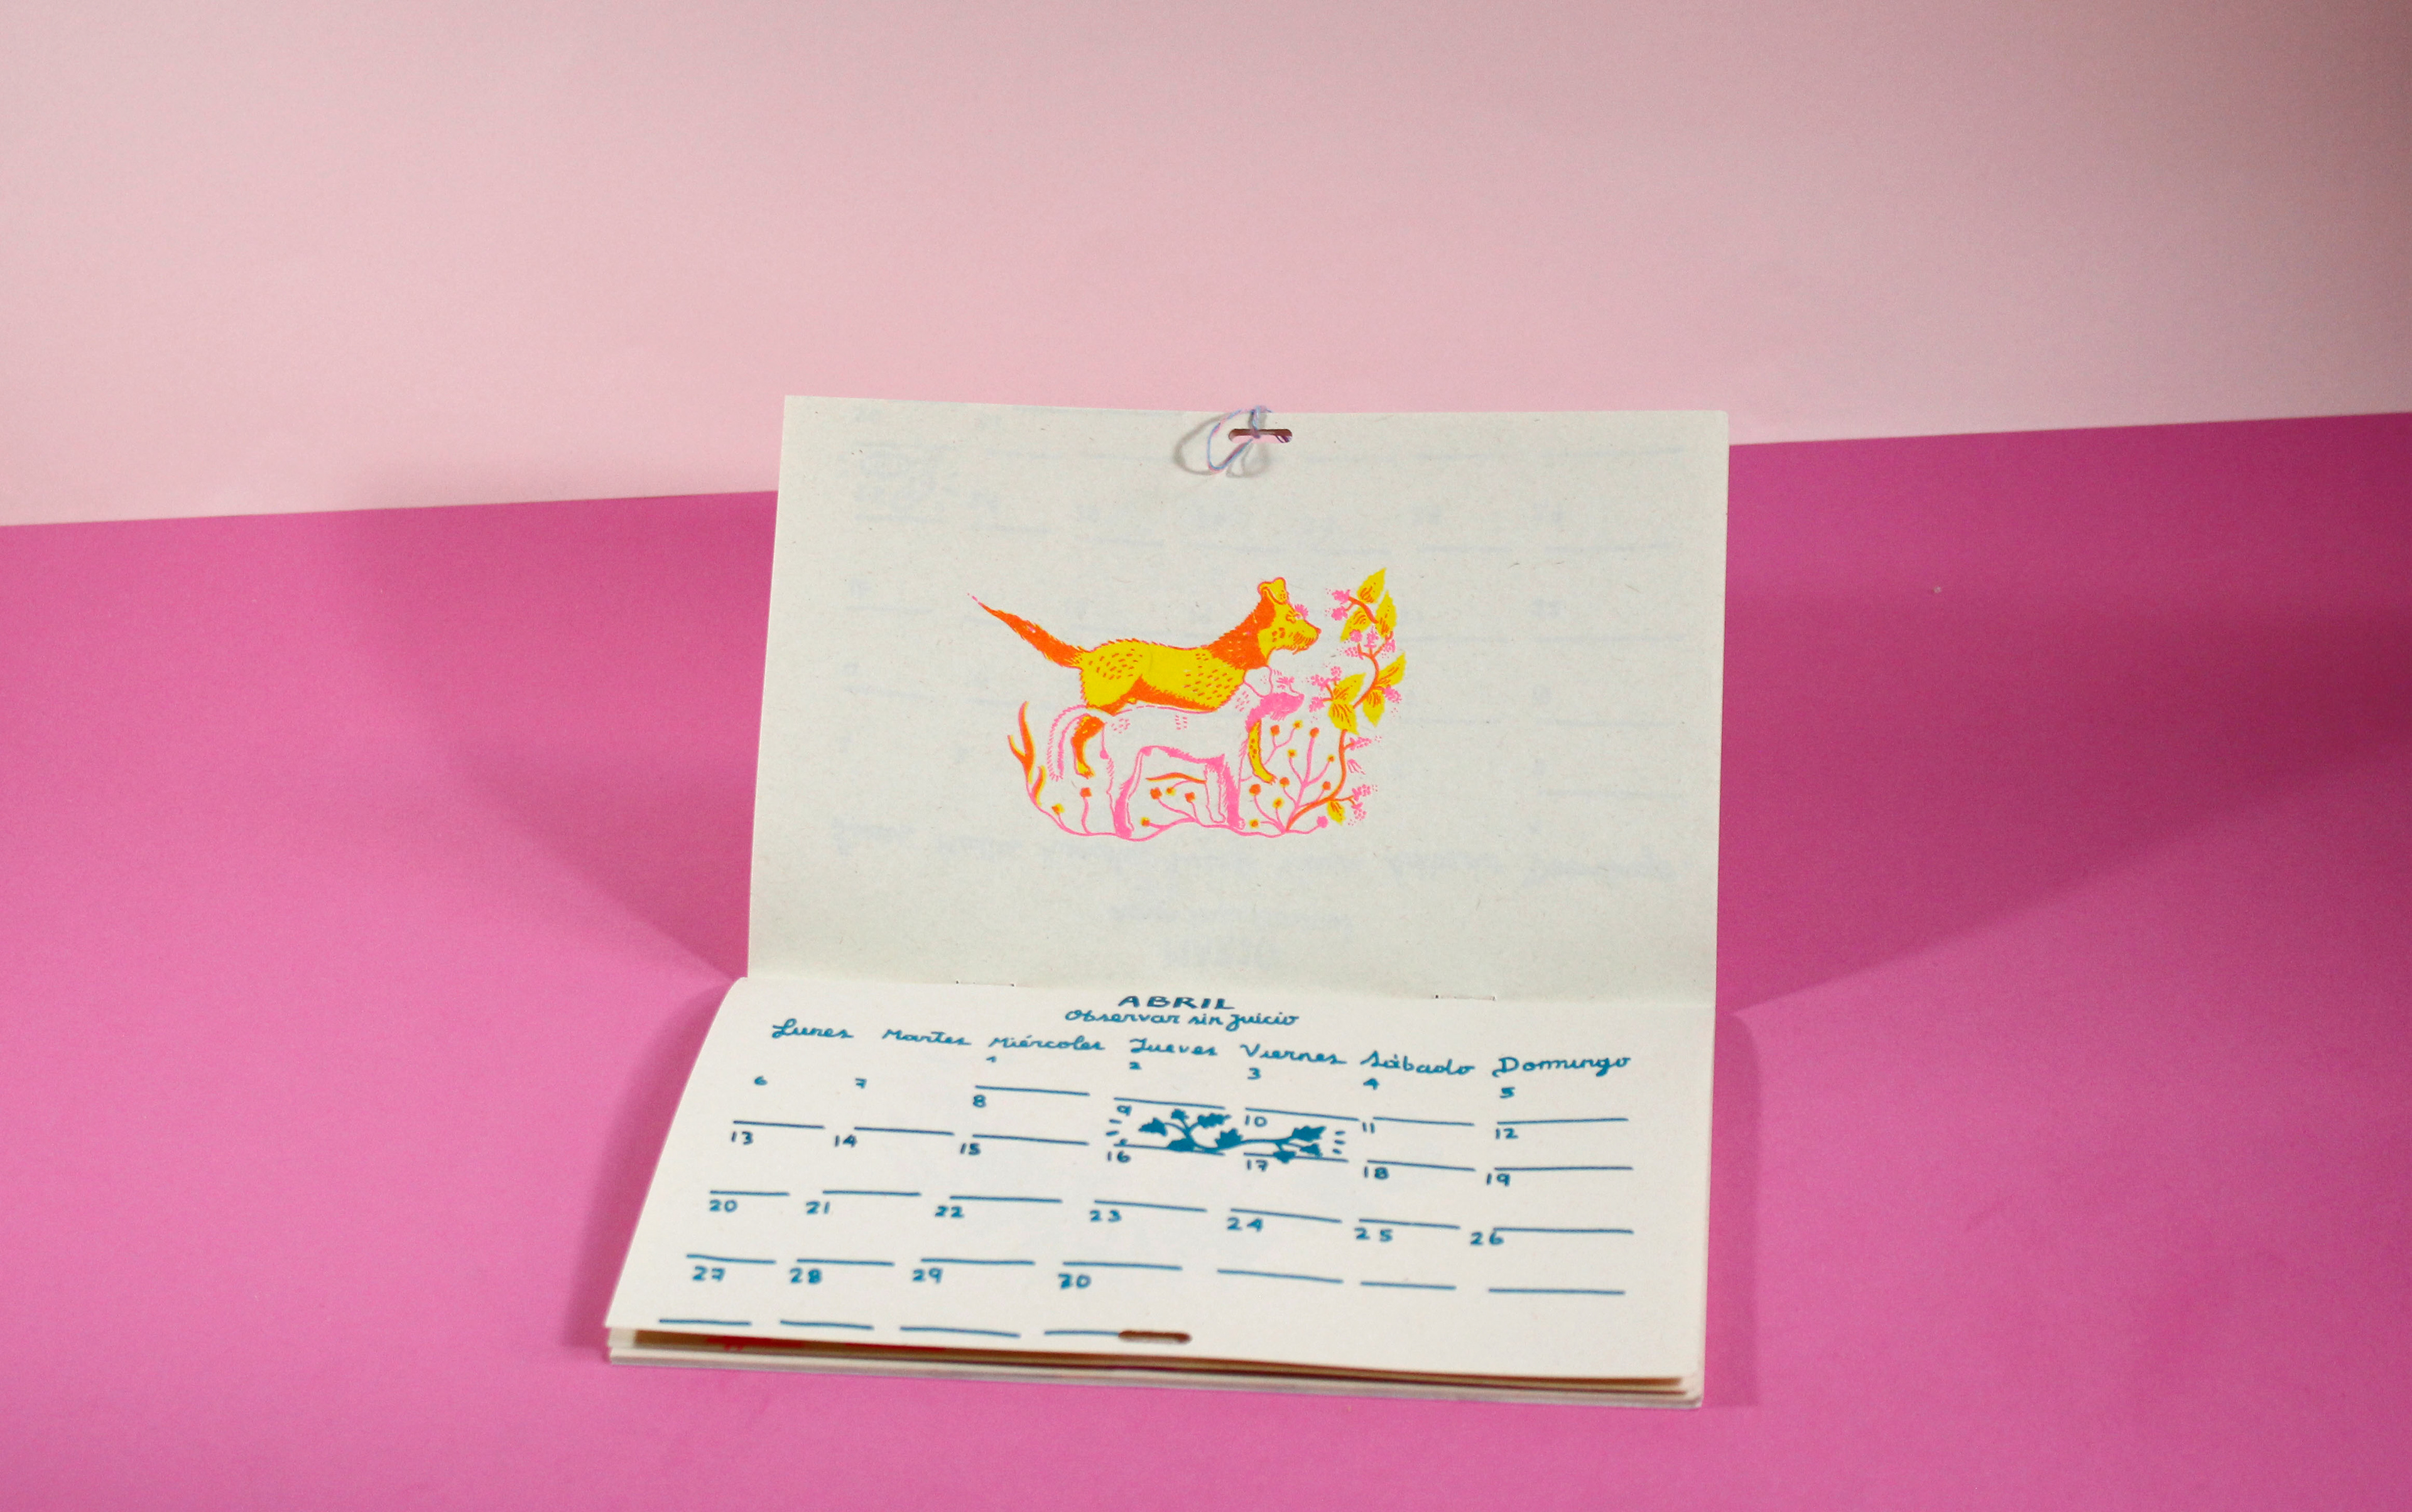 ABRIL
Observar sin juicio
Lunes Martes Miércoles Jueves Viernes Sábado Domingo
1 2 3 4 5
6 7 8 9 10 11 12
13 14 15 16 17 18 19
20 21 22 23 24 25 26
27 28 29 30